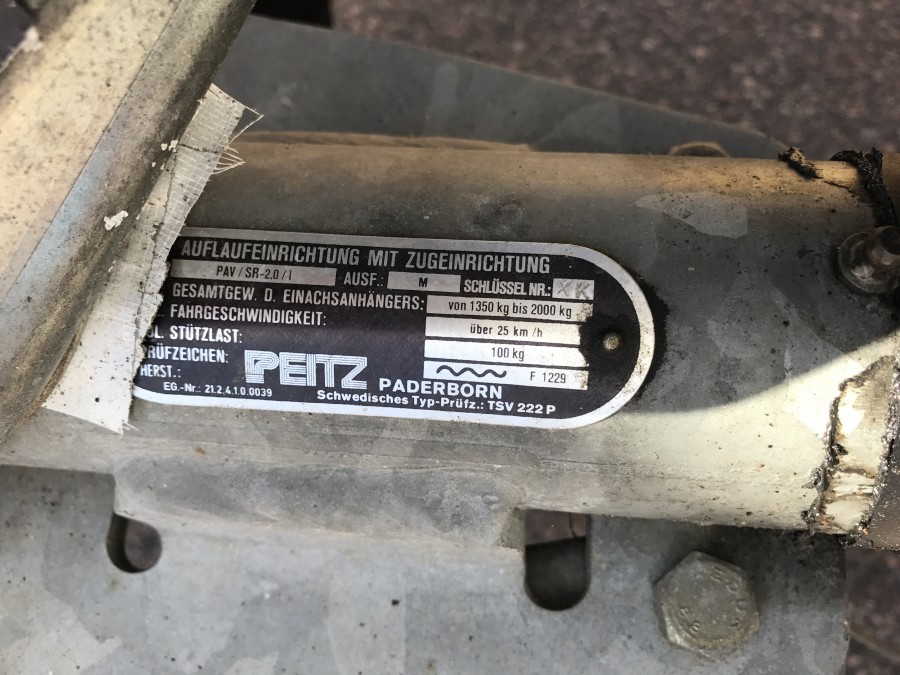 AUFLAUFEINRICHTUNG MIT ZUGEINRICHTUNG
PAV/SR-2.0/I AUSF.: M SCHLÜSSEL NR.: XK
GESAMTGEW. D. EINACHSANHÄNGERS: von 1350 kg bis 2000 kg
FAHRGESCHWINDIGKEIT: über 25 km/h
L. STÜTZLAST: 100 kg
RÜFZEICHEN: F 1229
HERST.: PEITZ PADERBORN
EG.-Nr.: 21.2.4.1.0.0039 Schwedisches Typ-Prüfz.: TSV 222 P